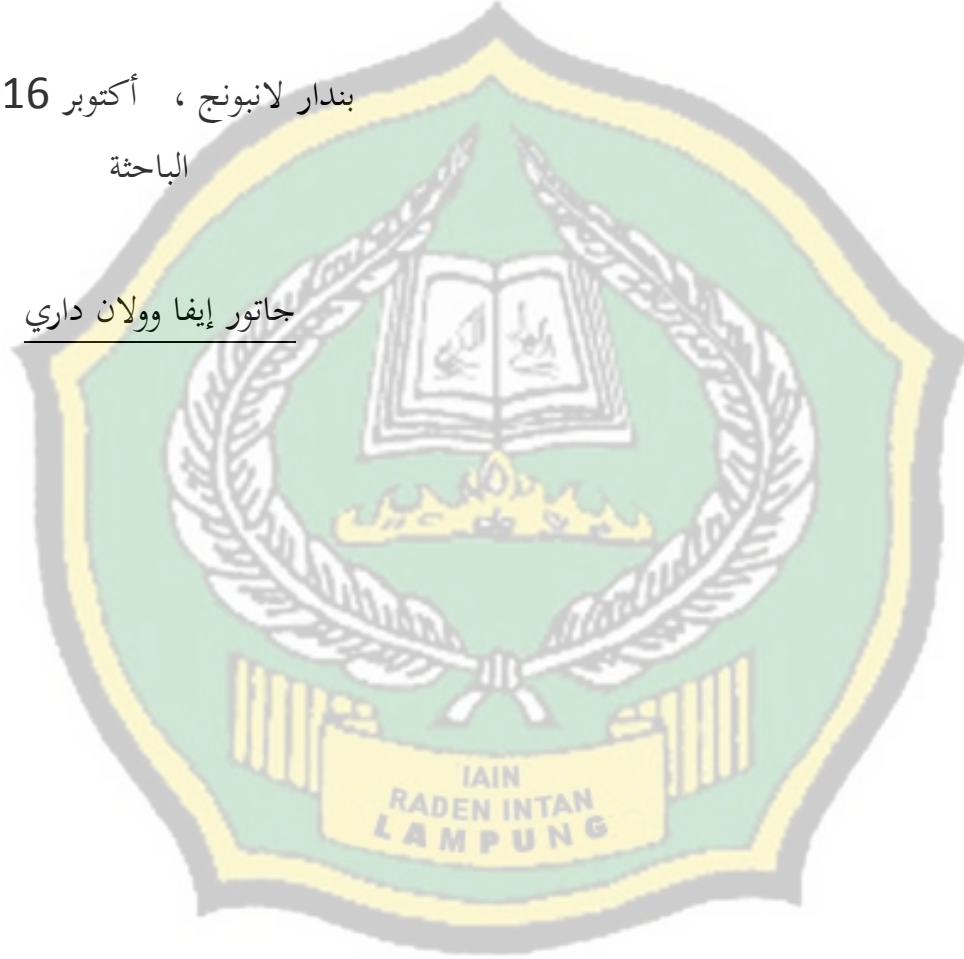 بندار لانبونج ، أكتوبر 16
الباحثة
جاتور إيفا وولان داري
IAIN
RADEN INTAN
LAMPUNG